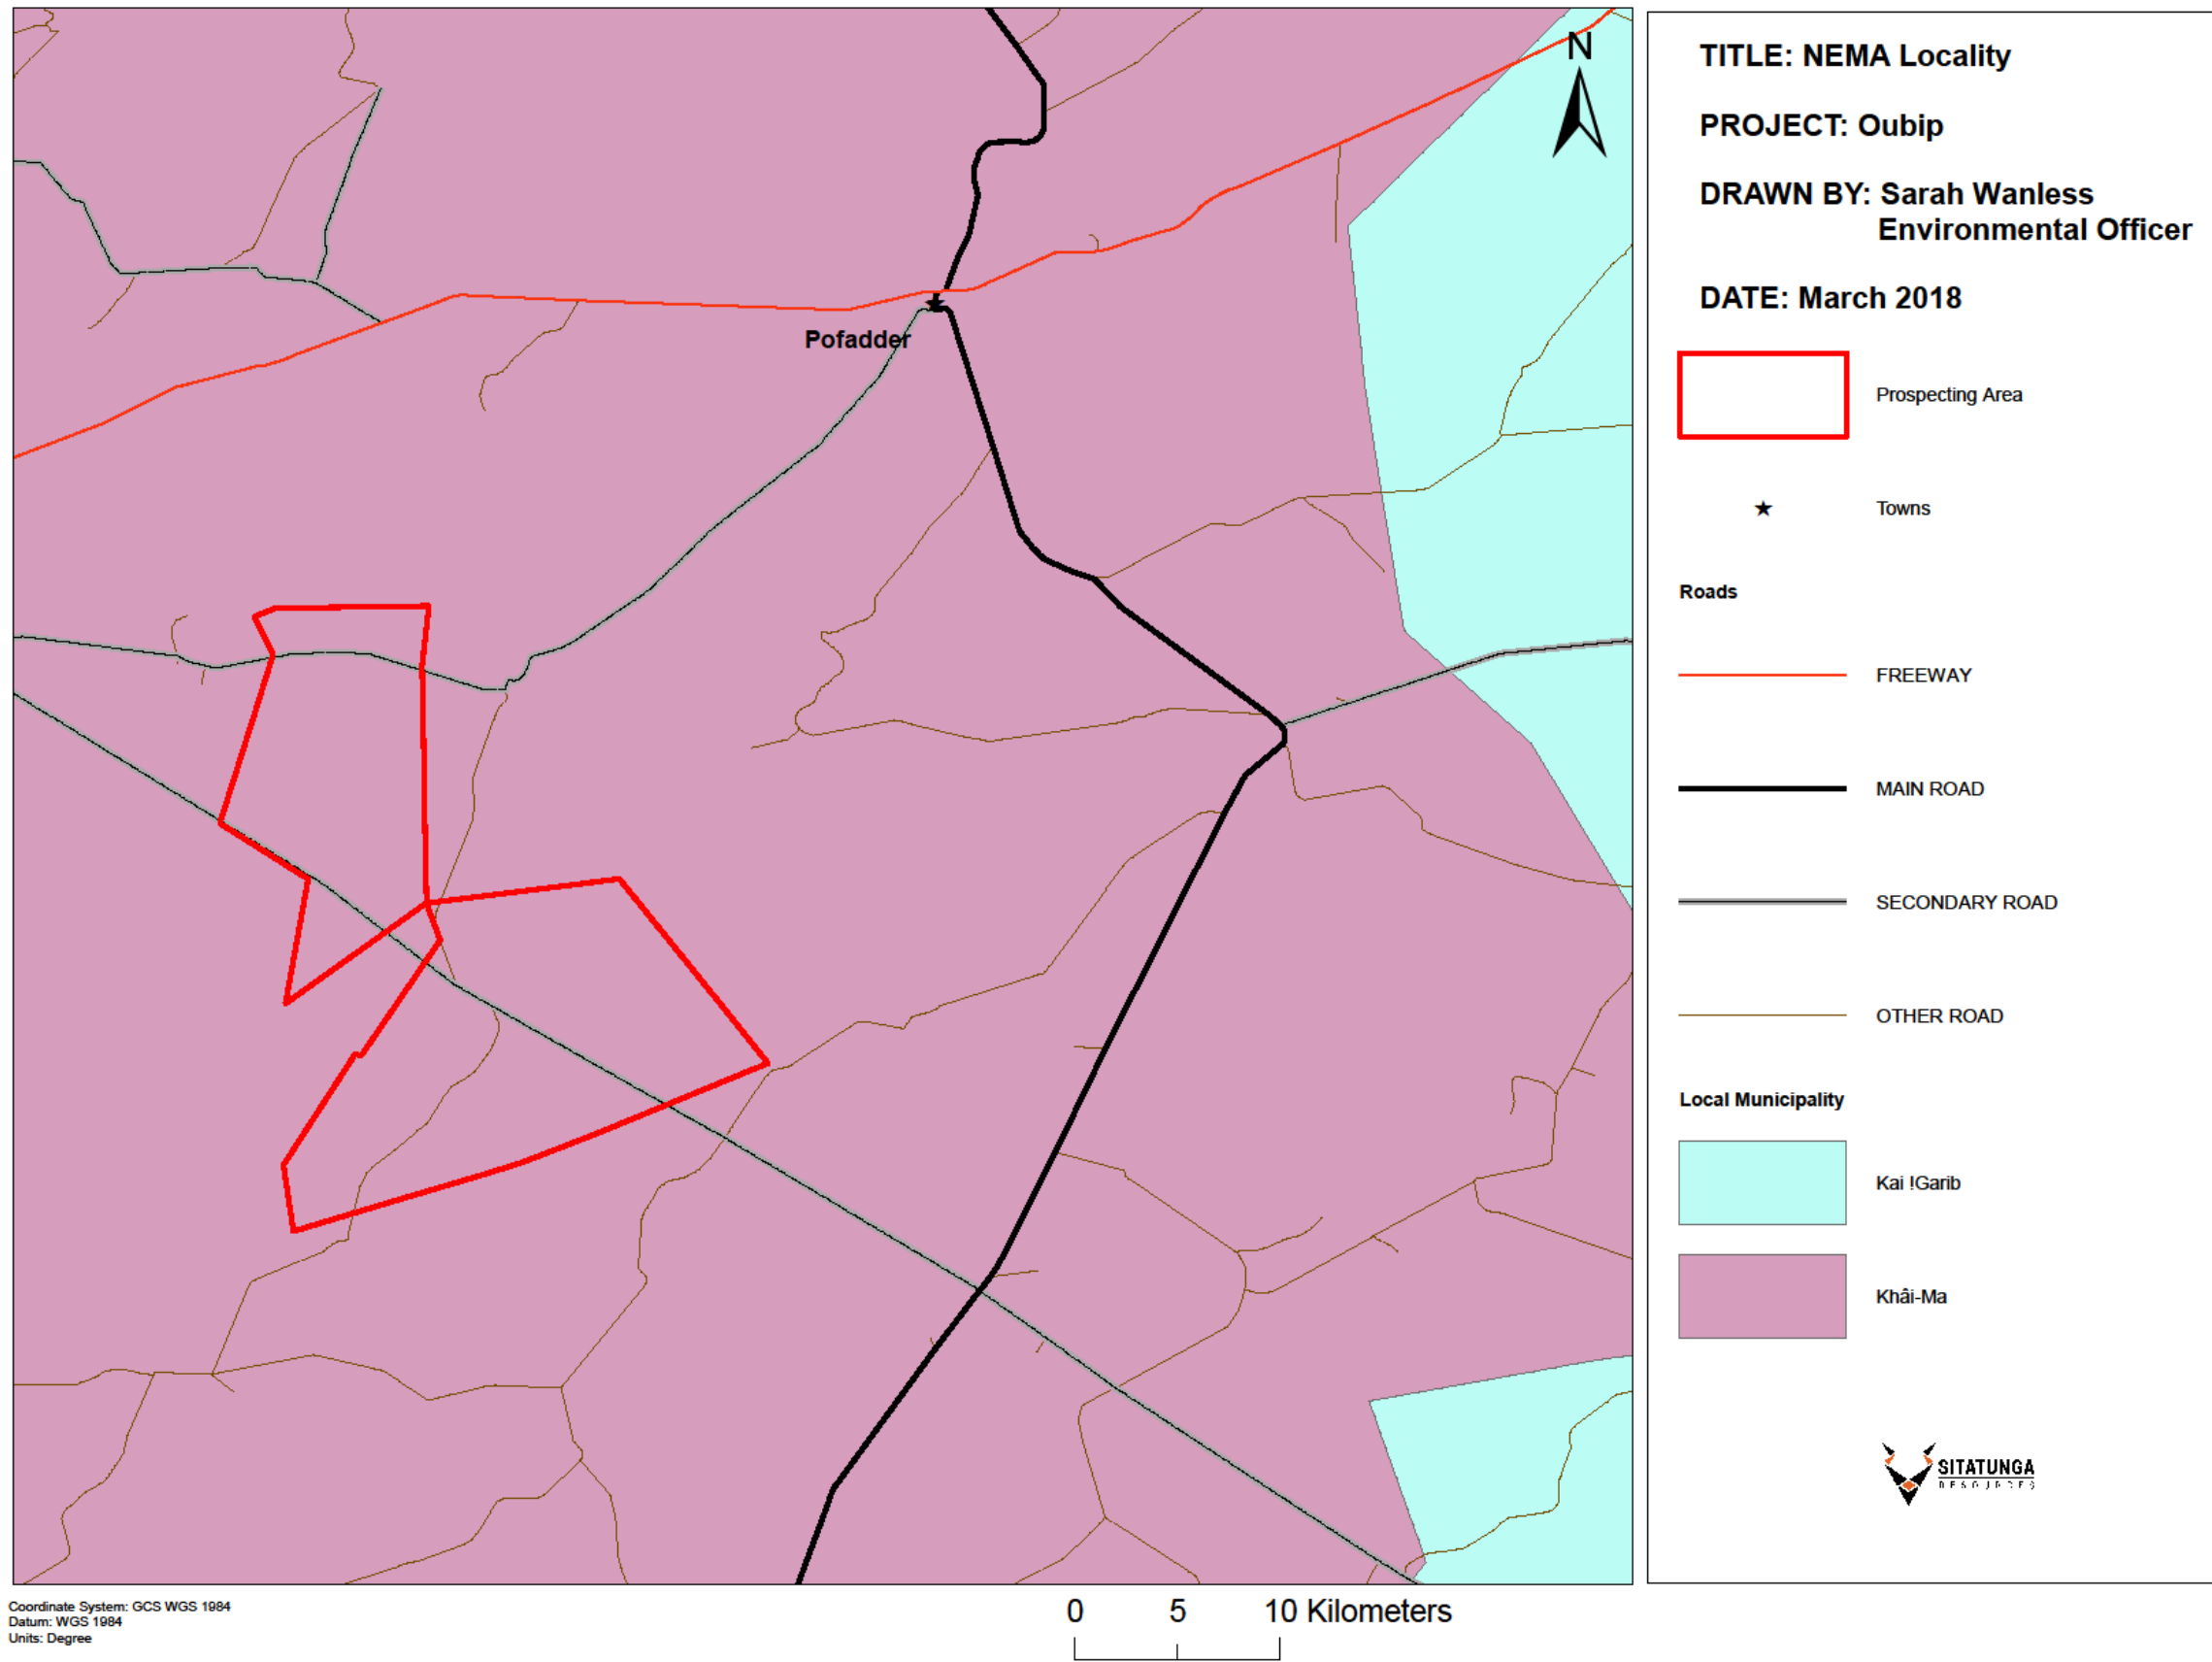 N
Pofadder
TITLE: NEMA Locality
PROJECT: Oubip
DRAWN BY: Sarah Wanless
Environmental Officer
DATE: March 2018
Prospecting Area
Towns
Roads
FREEWAY
MAIN ROAD
SECONDARY ROAD
OTHER ROAD
Local Municipality
Kai !Garib
Khâi-Ma
SITATUNGA
RESOURCES
Coordinate System: GCS WGS 1984
Datum: WGS 1984
Units: Degree
0 5 10 Kilometers